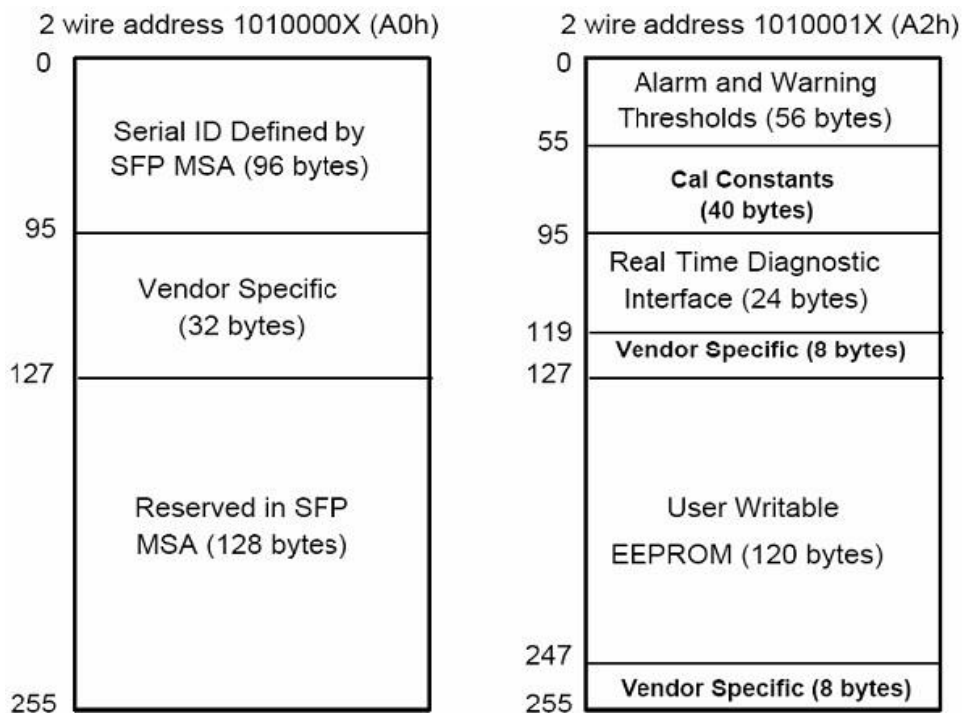 2 wire address 1010000X (A0h)
0
Serial ID Defined by
SFP MSA (96 bytes)
95
Vendor Specific
(32 bytes)
127
Reserved in SFP
MSA (128 bytes)
255
2 wire address 1010001X (A2h)
0
Alarm and Warning
Thresholds (56 bytes)
55
Cal Constants
(40 bytes)
95
Real Time Diagnostic
Interface (24 bytes)
119
Vendor Specific (8 bytes)
127
User Writable
EEPROM (120 bytes)
247
Vendor Specific (8 bytes)
255